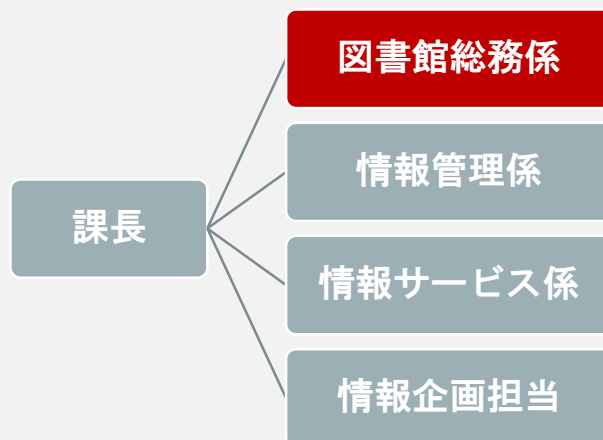 課長
図書館総務係
情報管理係
情報サービス係
情報企画担当